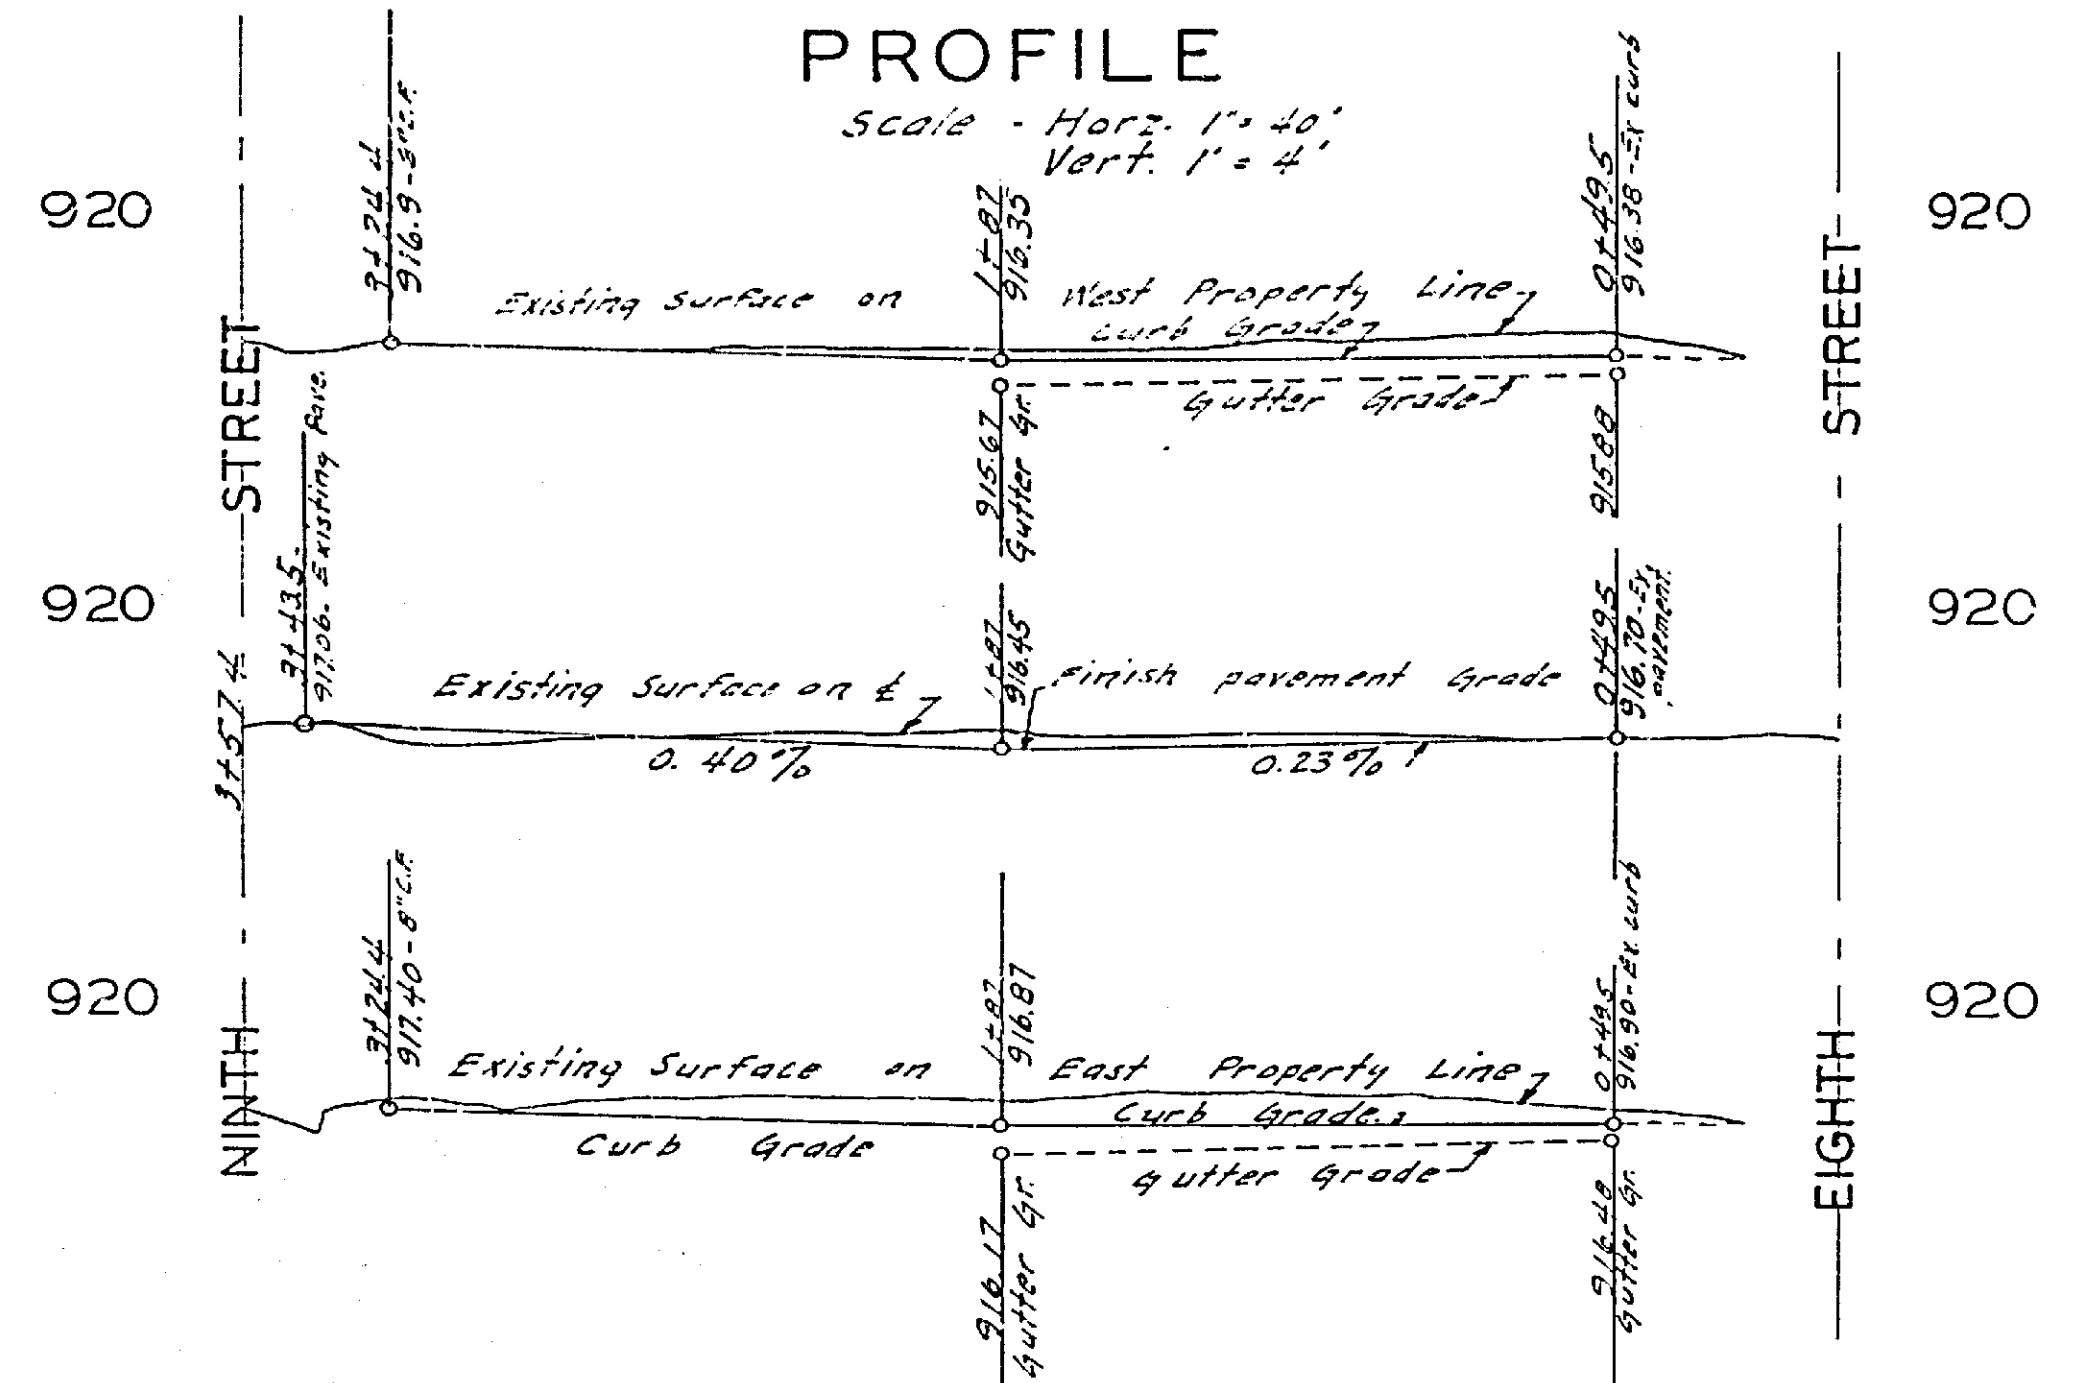 PROFILE
Scale - Horz. 1" = 40'
Vert. 1" = 4'
920
920
3+24.4
1+87
916.35
0+49.5
916.38-Ex curb
Existing Surface on West Property Line
Curb Grade
Gutter Grade
915.67
Gutter Gr.
915.88
STREET
STREET
920
920
3+57.4
3+43.5
917.06- Existing Pave.
1+87
916.45
0+49.5
916.70-Ex. pavement.
Existing Surface on ℄
Finish pavement Grade
0.40%
0.23%
920
920
3+24.4
917.40-8" C.F.
1+87
916.87
0+49.5
916.90-Ex. curb
Existing Surface on East Property Line
Curb Grade
Curb Grade
Gutter Grade
916.17
Gutter Gr.
916.48
Gutter Gr.
NINTH
EIGHTH